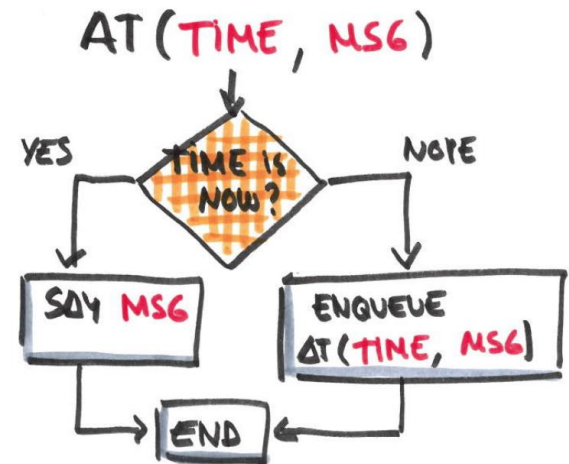 AT(TIME, MSG)
YES
TIME IS
NOW?
NOPE
SAY MSG
ENQUEUE
AT(TIME, MSG)
END